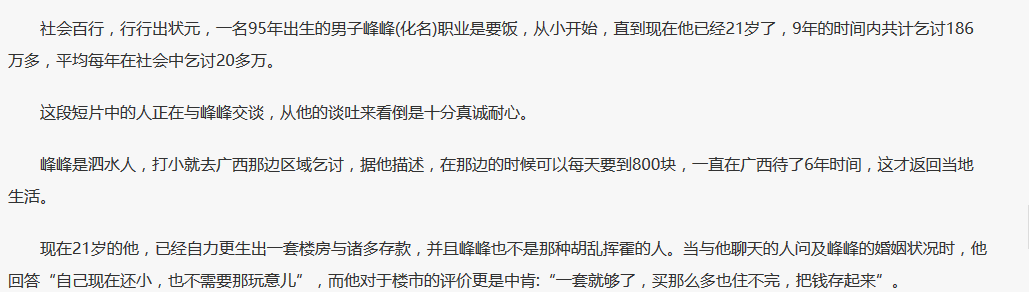 社会百行，行行出状元，一名95年出生的男子峰峰(化名)职业是要饭，从小开始，直到现在他已经21岁了，9年的时间内共计乞讨186
万多，平均每年在社会中乞讨20多万。
这段短片中的人正在与峰峰交谈，从他的谈吐来看倒是十分真诚耐心。
峰峰是泗水人，打小就去广西那边区域乞讨，据他描述，在那边的时候可以每天要到800块，一直在广西待了6年时间，这才返回当地
生活。
现在21岁的他，已经自力更生出一套楼房与诸多存款，并且峰峰也不是那种胡乱挥霍的人。当与他聊天的人问及峰峰的婚姻状况时，他
回答“自己现在还小，也不需要那玩意儿”，而他对于楼市的评价更是中肯:“一套就够了，买那么多也住不完，把钱存起来”。